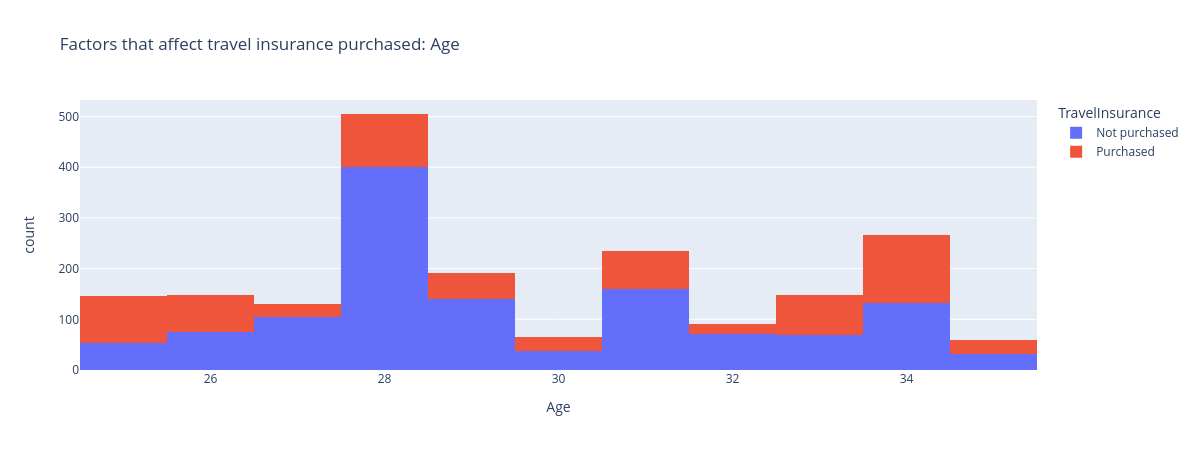 Factors that affect travel insurance purchased: Age
TravelInsurance
Not purchased
Purchased
500
400
300
200
100
0
count
26 28 30 32 34
Age